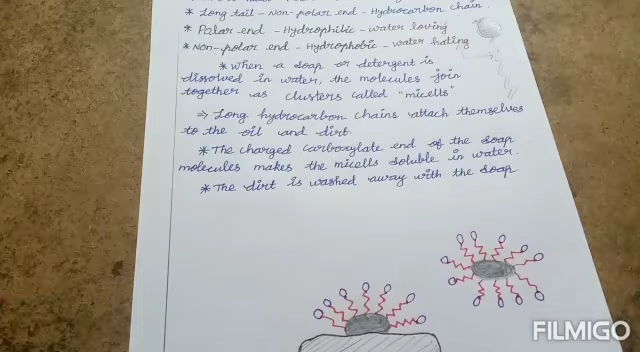 * Long tail - Non-polar end - Hydrocarbon chain.
* Polar end - Hydrophilic - water loving
* Non-polar end - Hydrophobic - water hating
* When a soap or detergent is
dissolved in water, the molecules join
together as clusters called "micells".
⇒ Long hydrocarbon chains attach themselves
to the oil and dirt.
* The charged carboxylate end of the soap
molecules makes the micells soluble in water.
* The dirt is washed away with the soap
FILMIGO